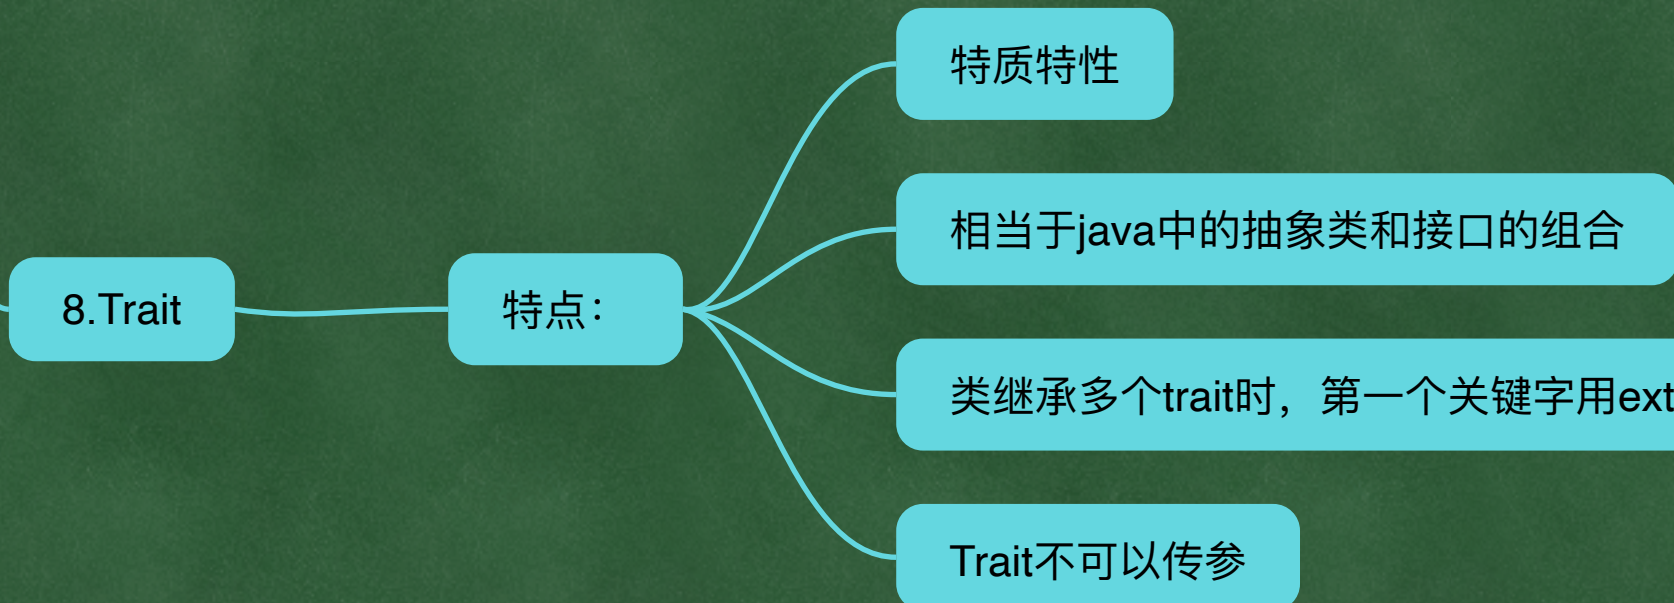 特质特性
相当于java中的抽象类和接口的组合
8.Trait
特点：
类继承多个trait时，第一个关键字用ext
Trait不可以传参